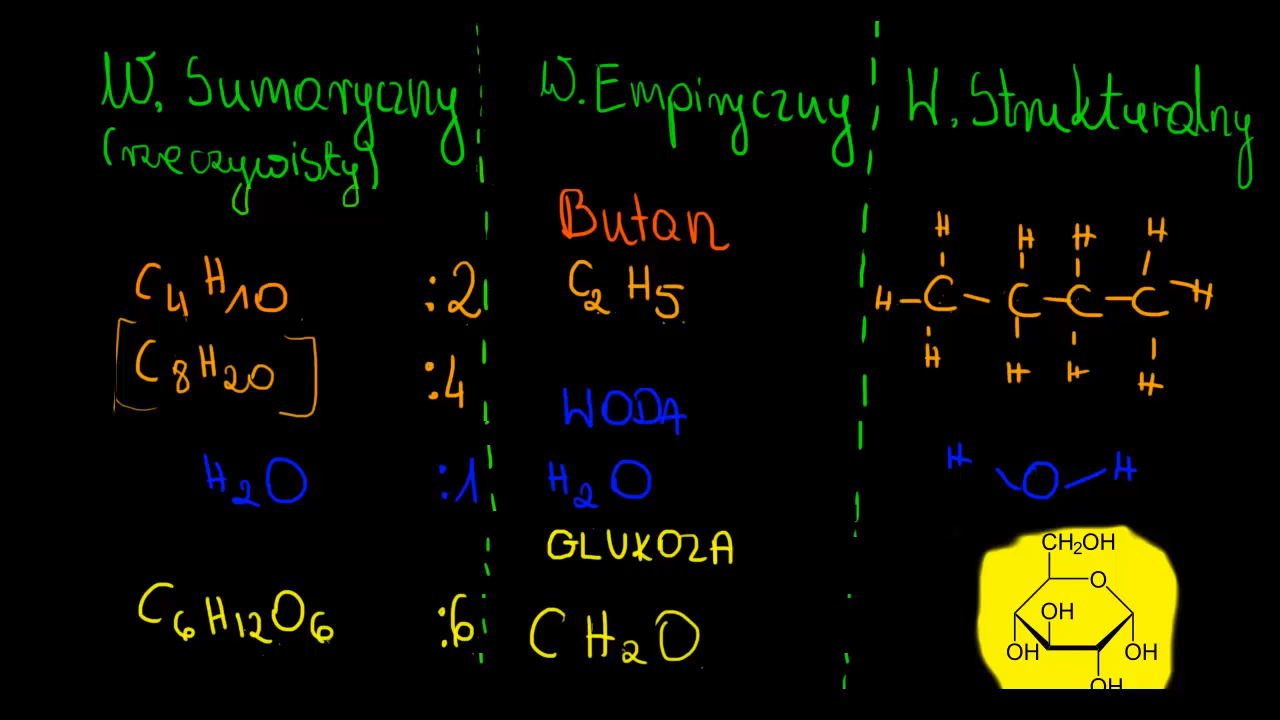 W. Sumaryczny
(rzeczywisty)
W. Empiryczny
W. Strukturalny
Butan
C4H10 :2 C2H5
[C8H20] :4
H H H H
H–C–C–C–C–H
H H H H
WODA
H2O :1 H2O
H O H
GLUKOZA
C6H12O6 :6 CH2O
CH2OH
O
OH
OH OH
OH